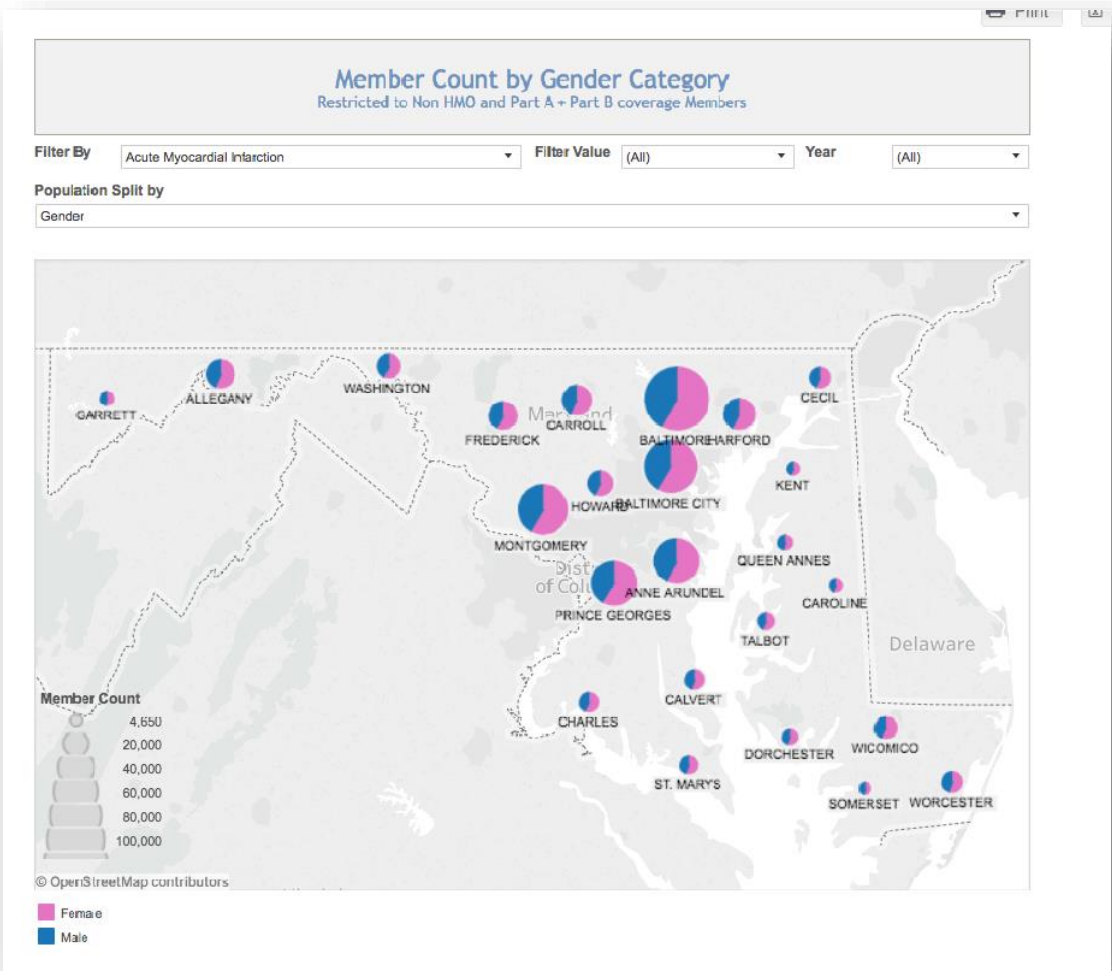 Print
Member Count by Gender Category
Restricted to Non HMO and Part A + Part B coverage Members
Filter By Acute Myocardial Infarction Filter Value (All) Year (All)
Population Split by
Gender
GARRETT
ALLEGANY
WASHINGTON
FREDERICK
Maryland
CARROLL
BALTIMORE
HARFORD
CECIL
KENT
HOWARD
BALTIMORE CITY
MONTGOMERY
QUEEN ANNES
Dist
of Colu
ANNE ARUNDEL
CAROLINE
PRINCE GEORGES
TALBOT
Delaware
CALVERT
CHARLES
DORCHESTER
WICOMICO
ST. MARY'S
SOMERSET
WORCESTER
Member Count
4,650
20,000
40,000
60,000
80,000
100,000
© OpenStreetMap contributors
Female
Male